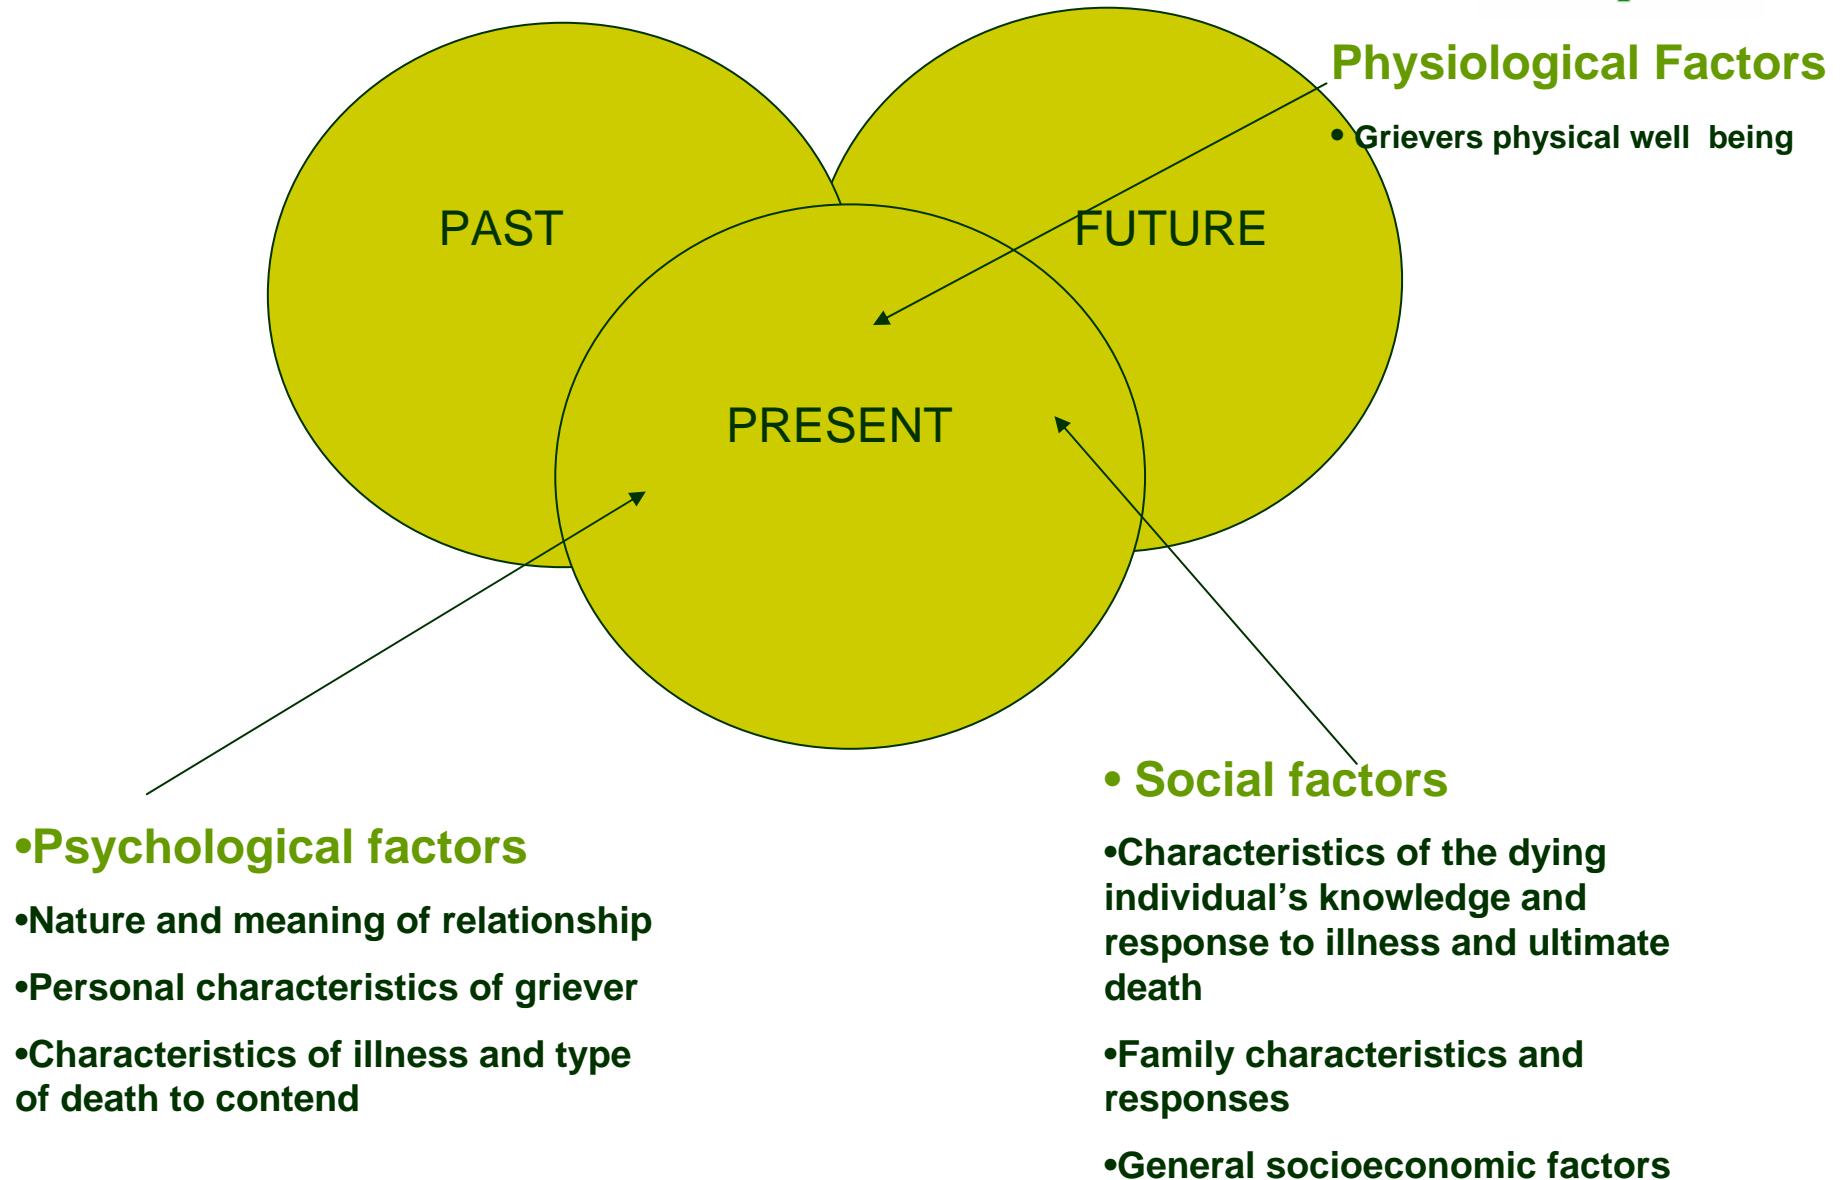 Physiological Factors
• Grievers physical well  being
PAST
FUTURE
PRESENT
•Psychological factors
•Nature and meaning of relationship
•Personal characteristics of griever
•Characteristics of illness and type
of death to contend
• Social factors
•Characteristics of the dying
individual’s knowledge and
response to illness and ultimate
death
•Family characteristics and
responses
•General socioeconomic factors